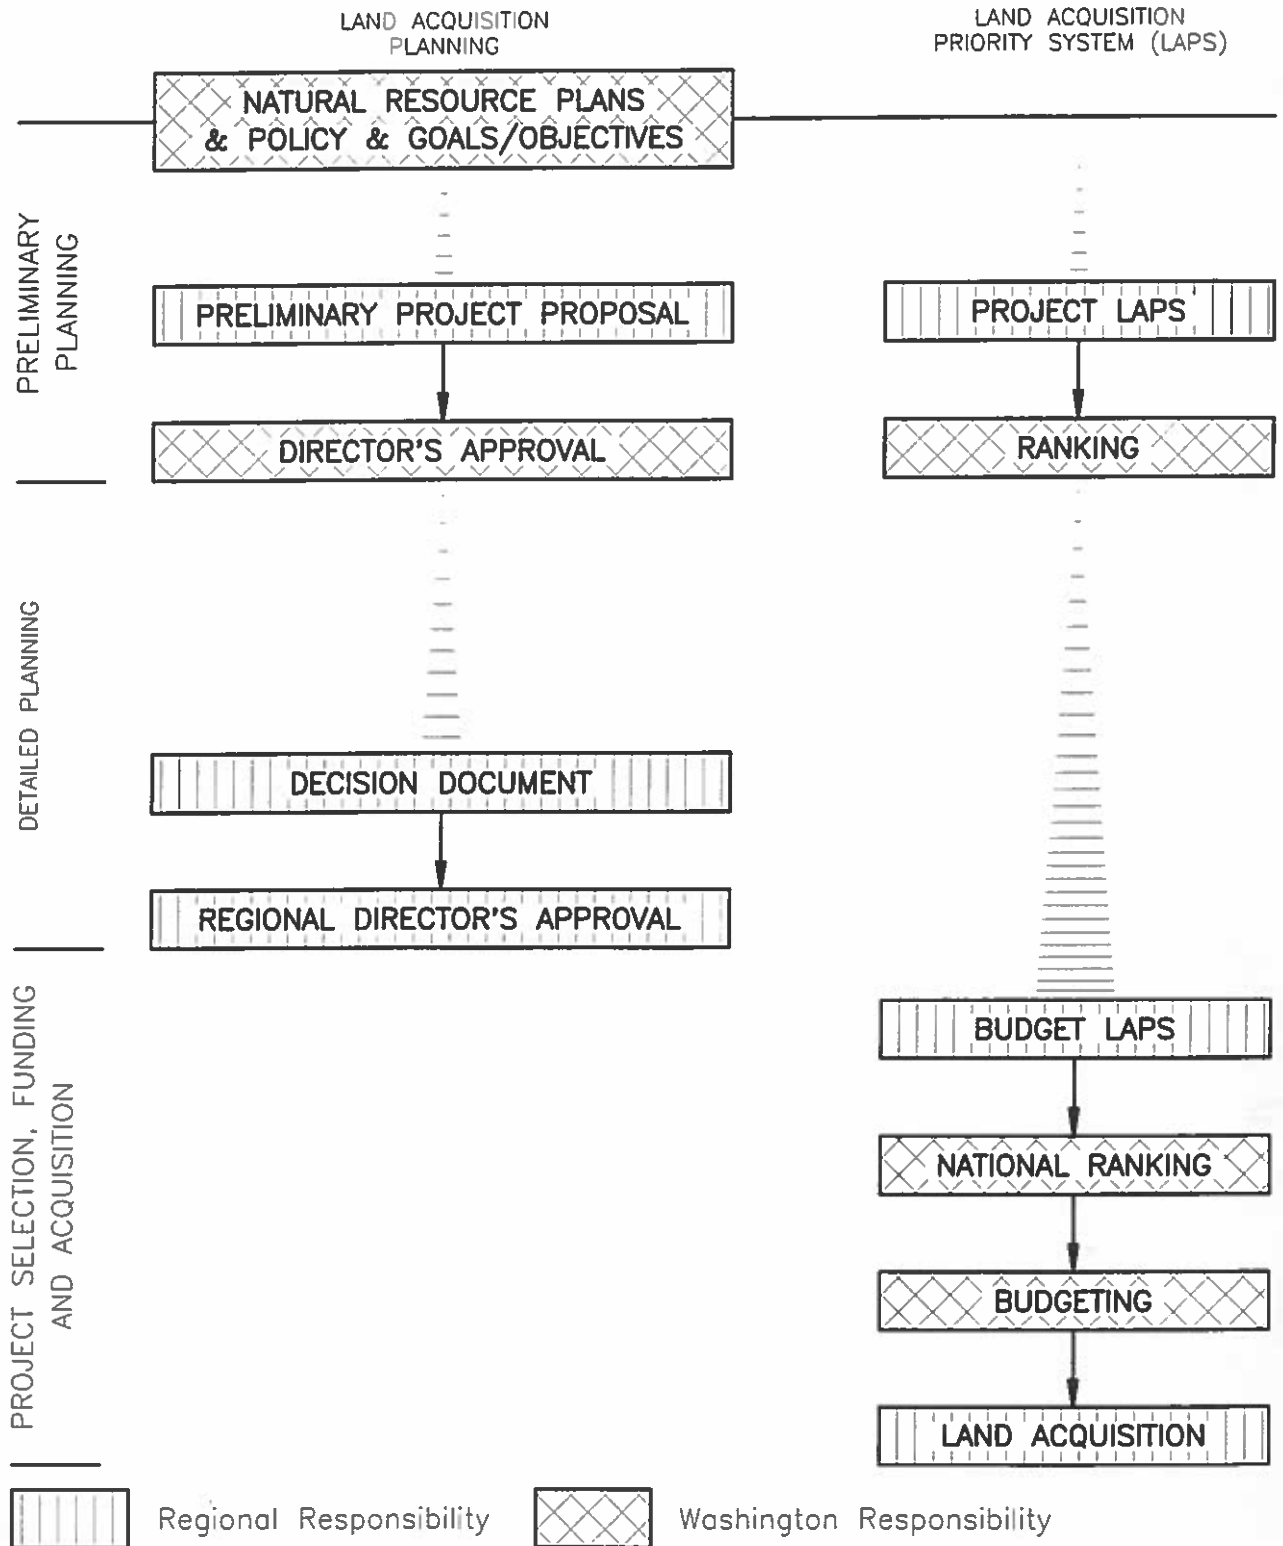 LAND ACQUISITION
PLANNING
LAND ACQUISITION
PRIORITY SYSTEM (LAPS)
NATURAL RESOURCE PLANS
& POLICY & GOALS/OBJECTIVES
PRELIMINARY
PLANNING
PRELIMINARY PROJECT PROPOSAL
PROJECT LAPS
DIRECTOR'S APPROVAL
RANKING
DETAILED PLANNING
DECISION DOCUMENT
REGIONAL DIRECTOR'S APPROVAL
PROJECT SELECTION, FUNDING
AND ACQUISITION
BUDGET LAPS
NATIONAL RANKING
BUDGETING
LAND ACQUISITION
Regional Responsibility
Washington Responsibility